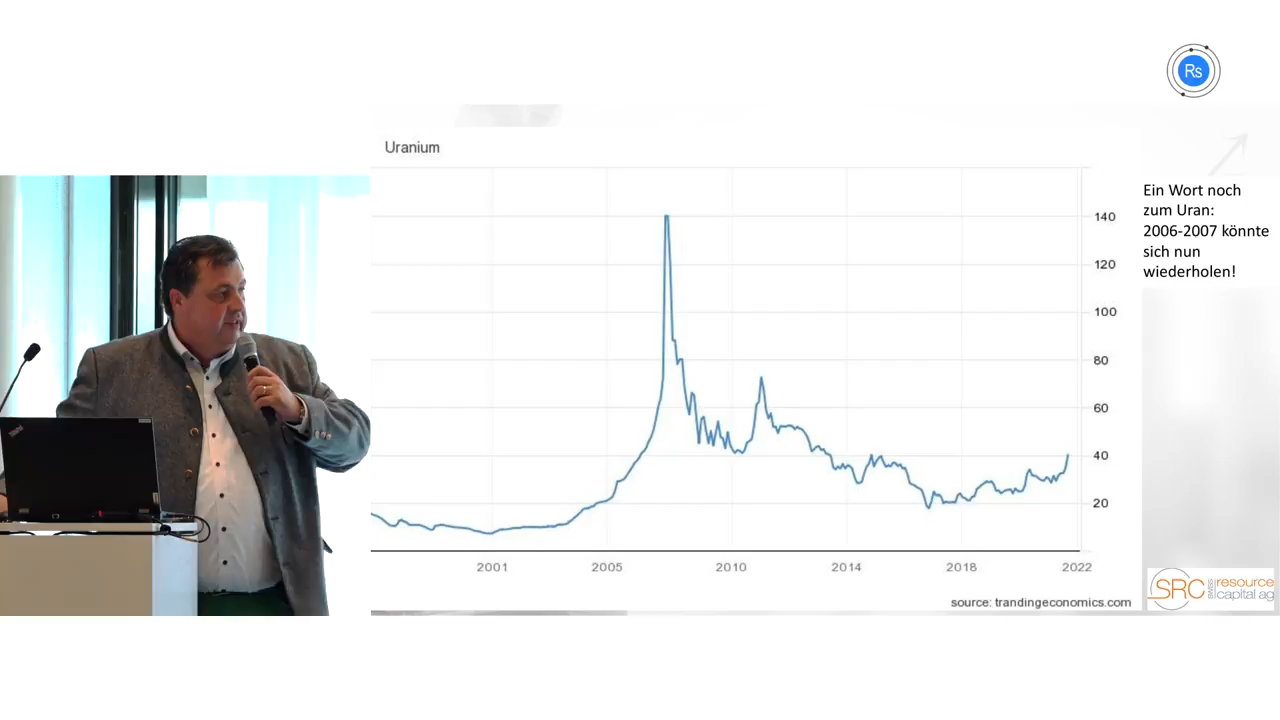 Rs
Uranium
Ein Wort noch
zum Uran:
2006-2007 könnte
sich nun
wiederholen!
140
120
100
80
60
40
20
2001 2005 2010 2014 2018 2022
source: trandingeconomics.com
SRC swiss resource
capital ag